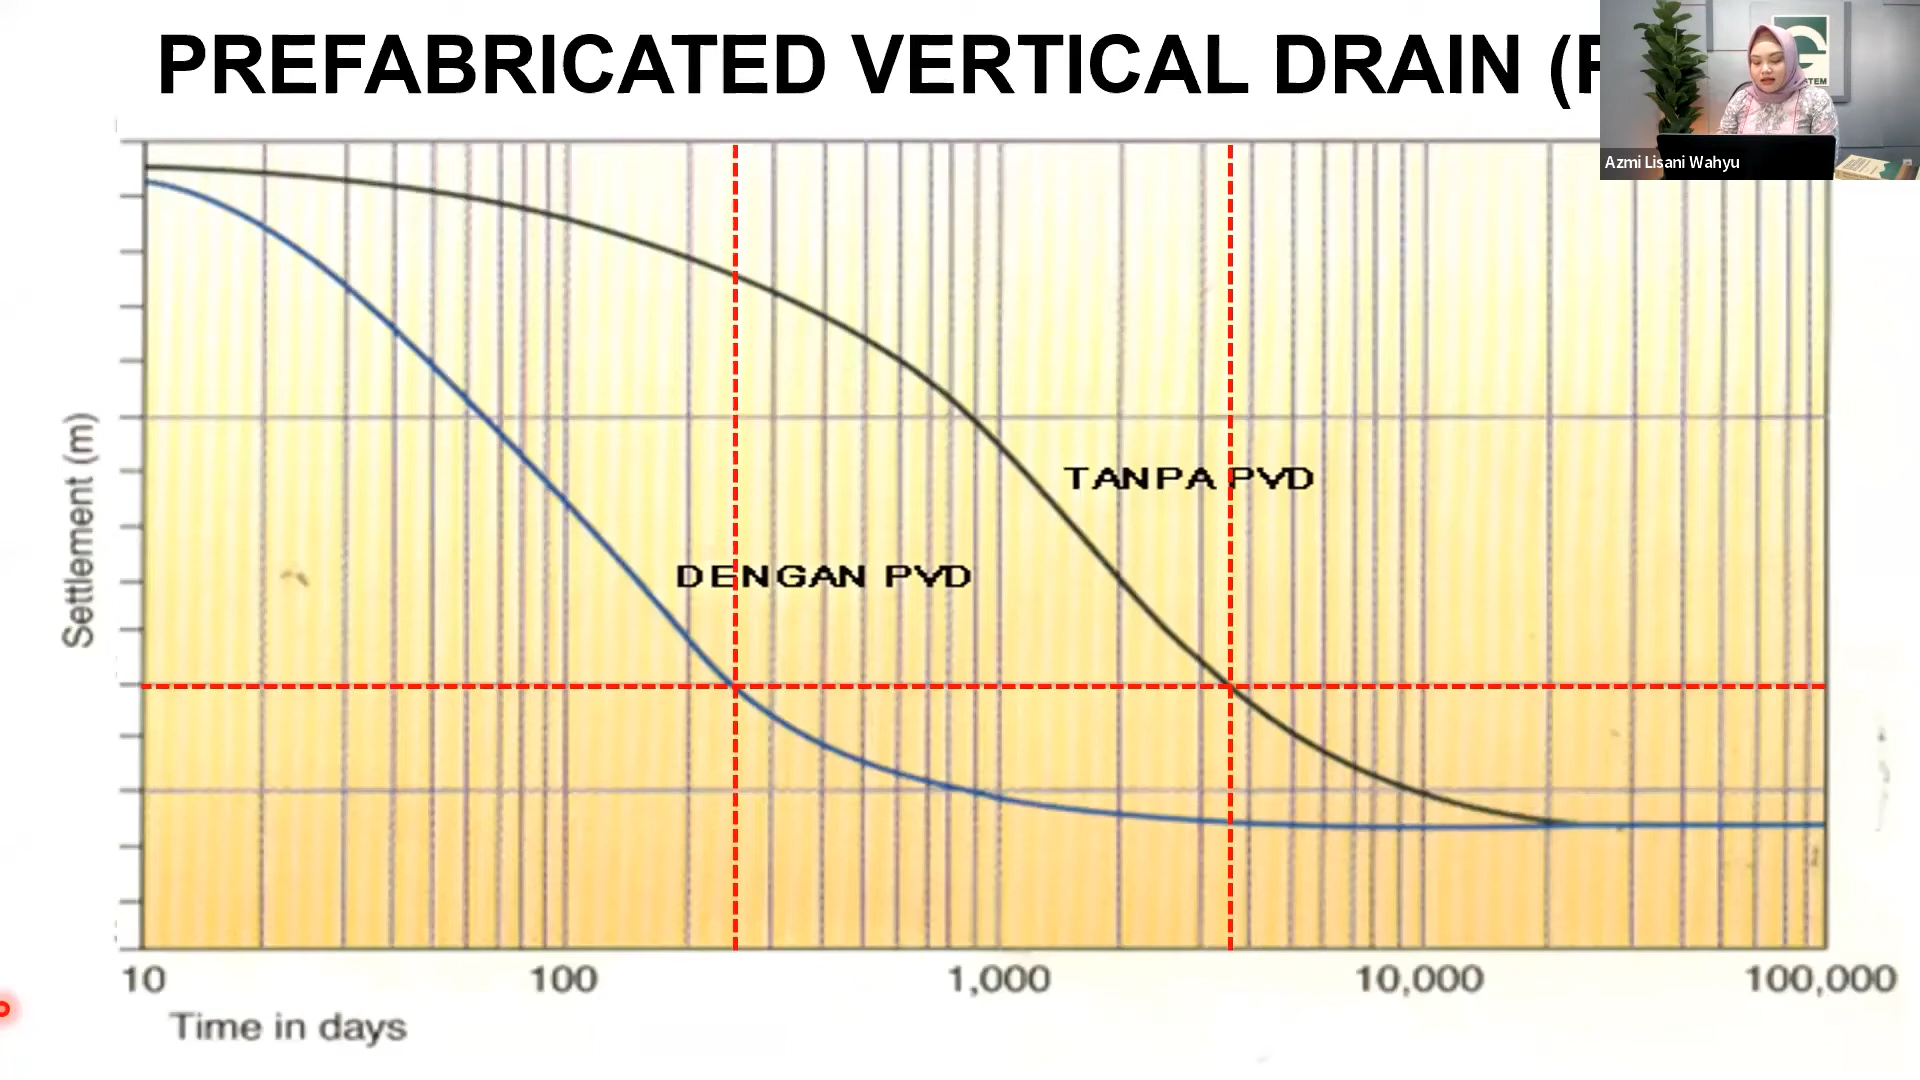 PREFABRICATED VERTICAL DRAIN (P
ATEM
Azmi Lisani Wahyu
Settlement (m)
TANPA PVD
DENGAN PVD
10
100
1,000
10,000
100,000
Time in days